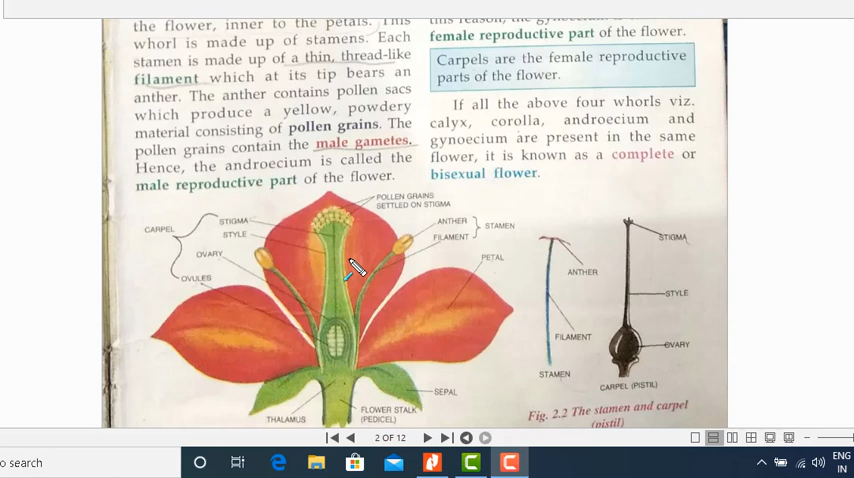 the flower, inner to the petals. This
whorl is made up of stamens. Each
stamen is made up of a thin, thread-like
filament which at its tip bears an
anther. The anther contains pollen sacs
which produce a yellow, powdery
material consisting of pollen grains. The
pollen grains contain the male gametes.
Hence, the androecium is called the
male reproductive part of the flower.
this reason, the
female reproductive part of the flower.
Carpels are the female reproductive
parts of the flower.
If all the above four whorls viz.
calyx, corolla, androecium and
gynoecium are present in the same
flower, it is known as a complete or
bisexual flower.
POLLEN GRAINS
SETTLED ON STIGMA
CARPEL
STIGMA
STYLE
OVARY
OVULES
ANTHER
FILAMENT
STAMEN
PETAL
SEPAL
THALAMUS
FLOWER STALK
(PEDICEL)
ANTHER
FILAMENT
STAMEN
STIGMA
STYLE
OVARY
CARPEL (PISTIL)
Fig. 2.2 The stamen and carpel
(pistil)
2 OF 12
o search
ENG
IN